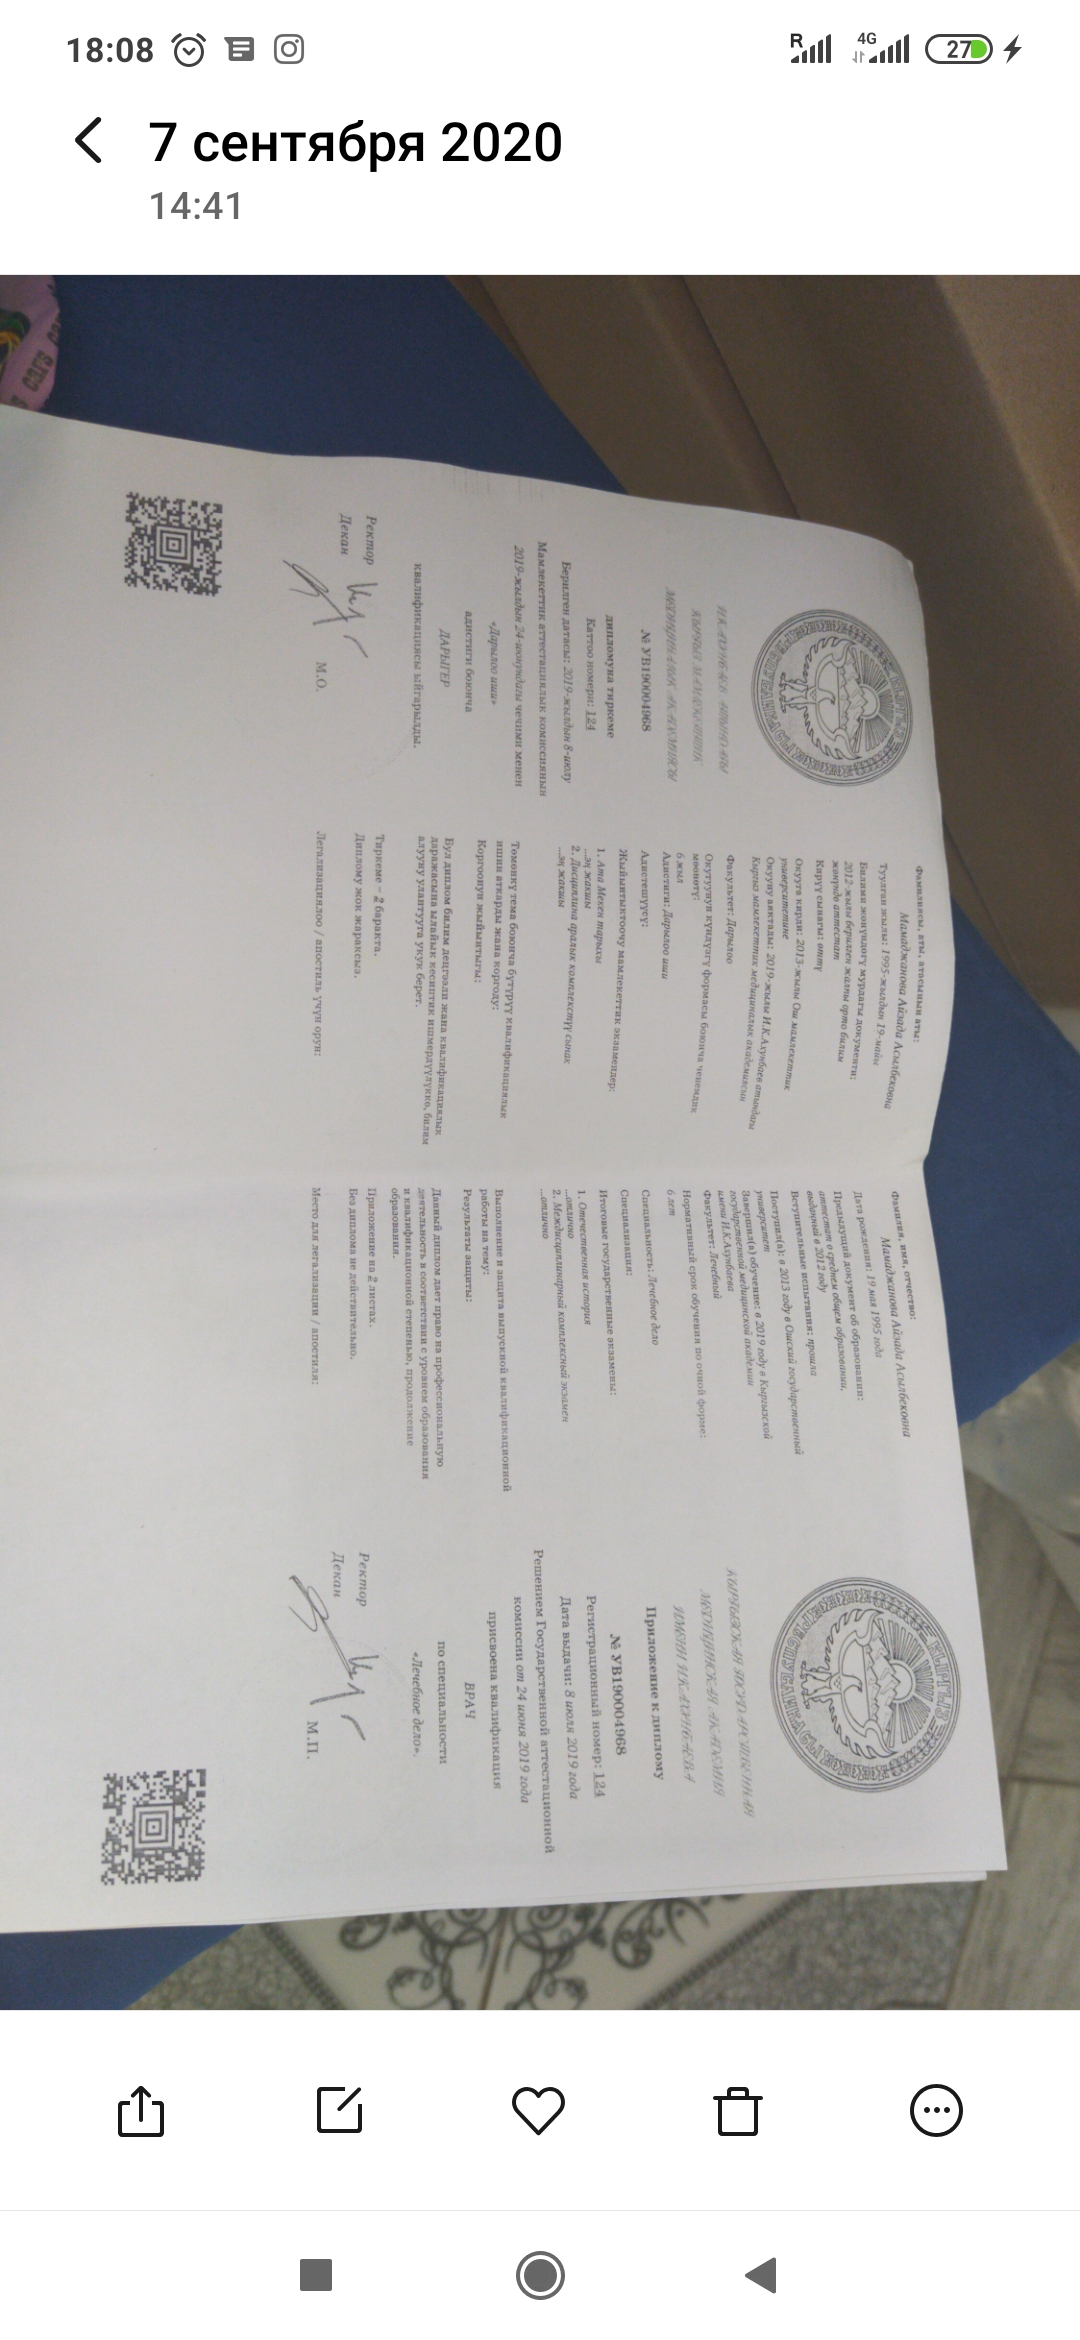 18:08
R
4G
27
7 сентября 2020
14:41
cars
КЫРГЫЗ РЕСПУБЛИКАСЫ
И.К.АХУНБАЕВ АТЫНДАГЫ
КЫРГЫЗ МАМЛЕКЕТТИК
МЕДИЦИНАЛЫК АКАДЕМИЯСЫ
№ УВ190004968
дипломука тиркеме
Каттоо номери: 124
Берилген датасы: 2019-жылдын 8-июлу
Мамлекеттик аттестациялык комиссиянын
2019-жылдын 24-июнундагы чечими менен
«Дарылоо иши»
адистиги боюнча
ДАРЫГЕР
квалификациясы ыйгарылды.
Ректор
Декан
М.О.
Фамилиясы, аты, атасынын аты:
Мамаджанова Айзада Асылбековна
Туулган жылы: 1995-жылдын 19-майы
Билими жөнүндөгү мурдагы документи:
2012-жылы берилген жалпы орто билим
жөнүндө аттестат
Кирүү сынагы: өттү
Окууга кирди: 2013-жылы Ош мамлекеттик
университетине
Окууну аяктады: 2019-жылы И.К.Ахунбаев атындагы
Кыргыз мамлекеттик медициналык академиясын
Факультет: Дарылоо
Окутуунун күндүзгү формасы боюнча ченемдик
мөөнөтү:
6 жыл
Адистиги: Дарылоо иши
Адистешүүсү:
Жыйынтыктоочу мамлекеттик экзамендер:
1. Ата Мекен тарыхы
...эң жакшы
2. Дисциплина аралык комплекстүү сынак
...эң жакшы
Төмөнкү тема боюнча бүтүрүү квалификациялык
ишин аткарды жана коргоду:
Коргоонун жыйынтыгы:
Бул диплом билим деңгээли жана квалификациялык
даражасына ылайык кесиптик ишмердүүлүккө, билим
алууну улантууга укук берет.
Тиркеме – 2 баракта.
Диплому жок жараксыз.
Легализациялоо / апостиль үчүн орун:
Фамилия, имя, отчество:
Мамаджанова Айзада Асылбековна
Дата рождения: 19 мая 1995 года
Предыдущий документ об образовании:
аттестат о среднем общем образовании,
выданный в 2012 году
Вступительные испытания: прошла
Поступил(а): в 2013 году в Ошский государственный
университет
Завершил(а) обучение: в 2019 году в Кыргызской
государственной медицинской академии
имени И.К.Ахунбаева
Факультет: Лечебный
Нормативный срок обучения по очной форме:
6 лет
Специальность: Лечебное дело
Специализация:
Итоговые государственные экзамены:
1. Отечественная история
...отлично
2. Междисциплинарный комплексный экзамен
...отлично
Выполнение и защита выпускной квалификационной
работы на тему:
Результаты защиты:
Данный диплом дает право на профессиональную
деятельность в соответствии с уровнем образования
и квалификационной степенью, продолжение
образования.
Приложение на 2 листах.
Без диплома не действительно.
Место для легализации / апостиля:
КЫРГЫЗ РЕСПУБЛИКАСЫ
КЫРГЫЗСКАЯ ГОСУДАРСТВЕННАЯ
МЕДИЦИНСКАЯ АКАДЕМИЯ
ИМЕНИ И.К.АХУНБАЕВА
Приложение к диплому
№ УВ190004968
Регистрационный номер: 124
Дата выдачи: 8 июля 2019 года
Решением Государственной аттестационной
комиссии от 24 июня 2019 года
присвоена квалификация
ВРАЧ
по специальности
«Лечебное дело».
Ректор
Декан
М.П.